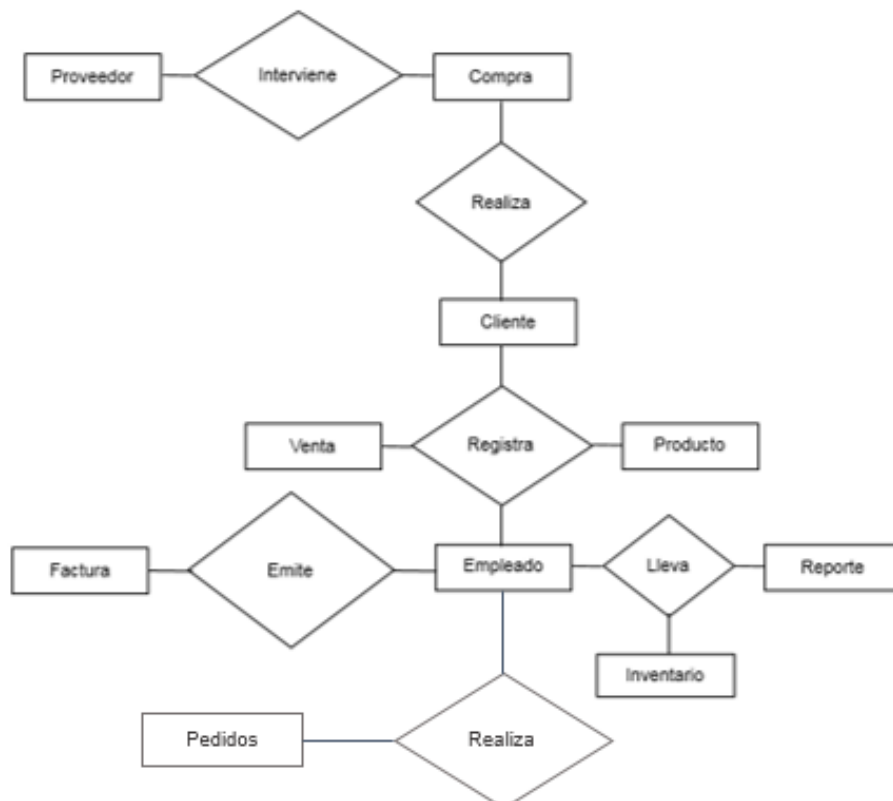 Proveedor
Interviene
Compra
Realiza
Cliente
Venta
Registra
Producto
Factura
Emite
Empleado
Lleva
Reporte
Inventario
Pedidos
Realiza